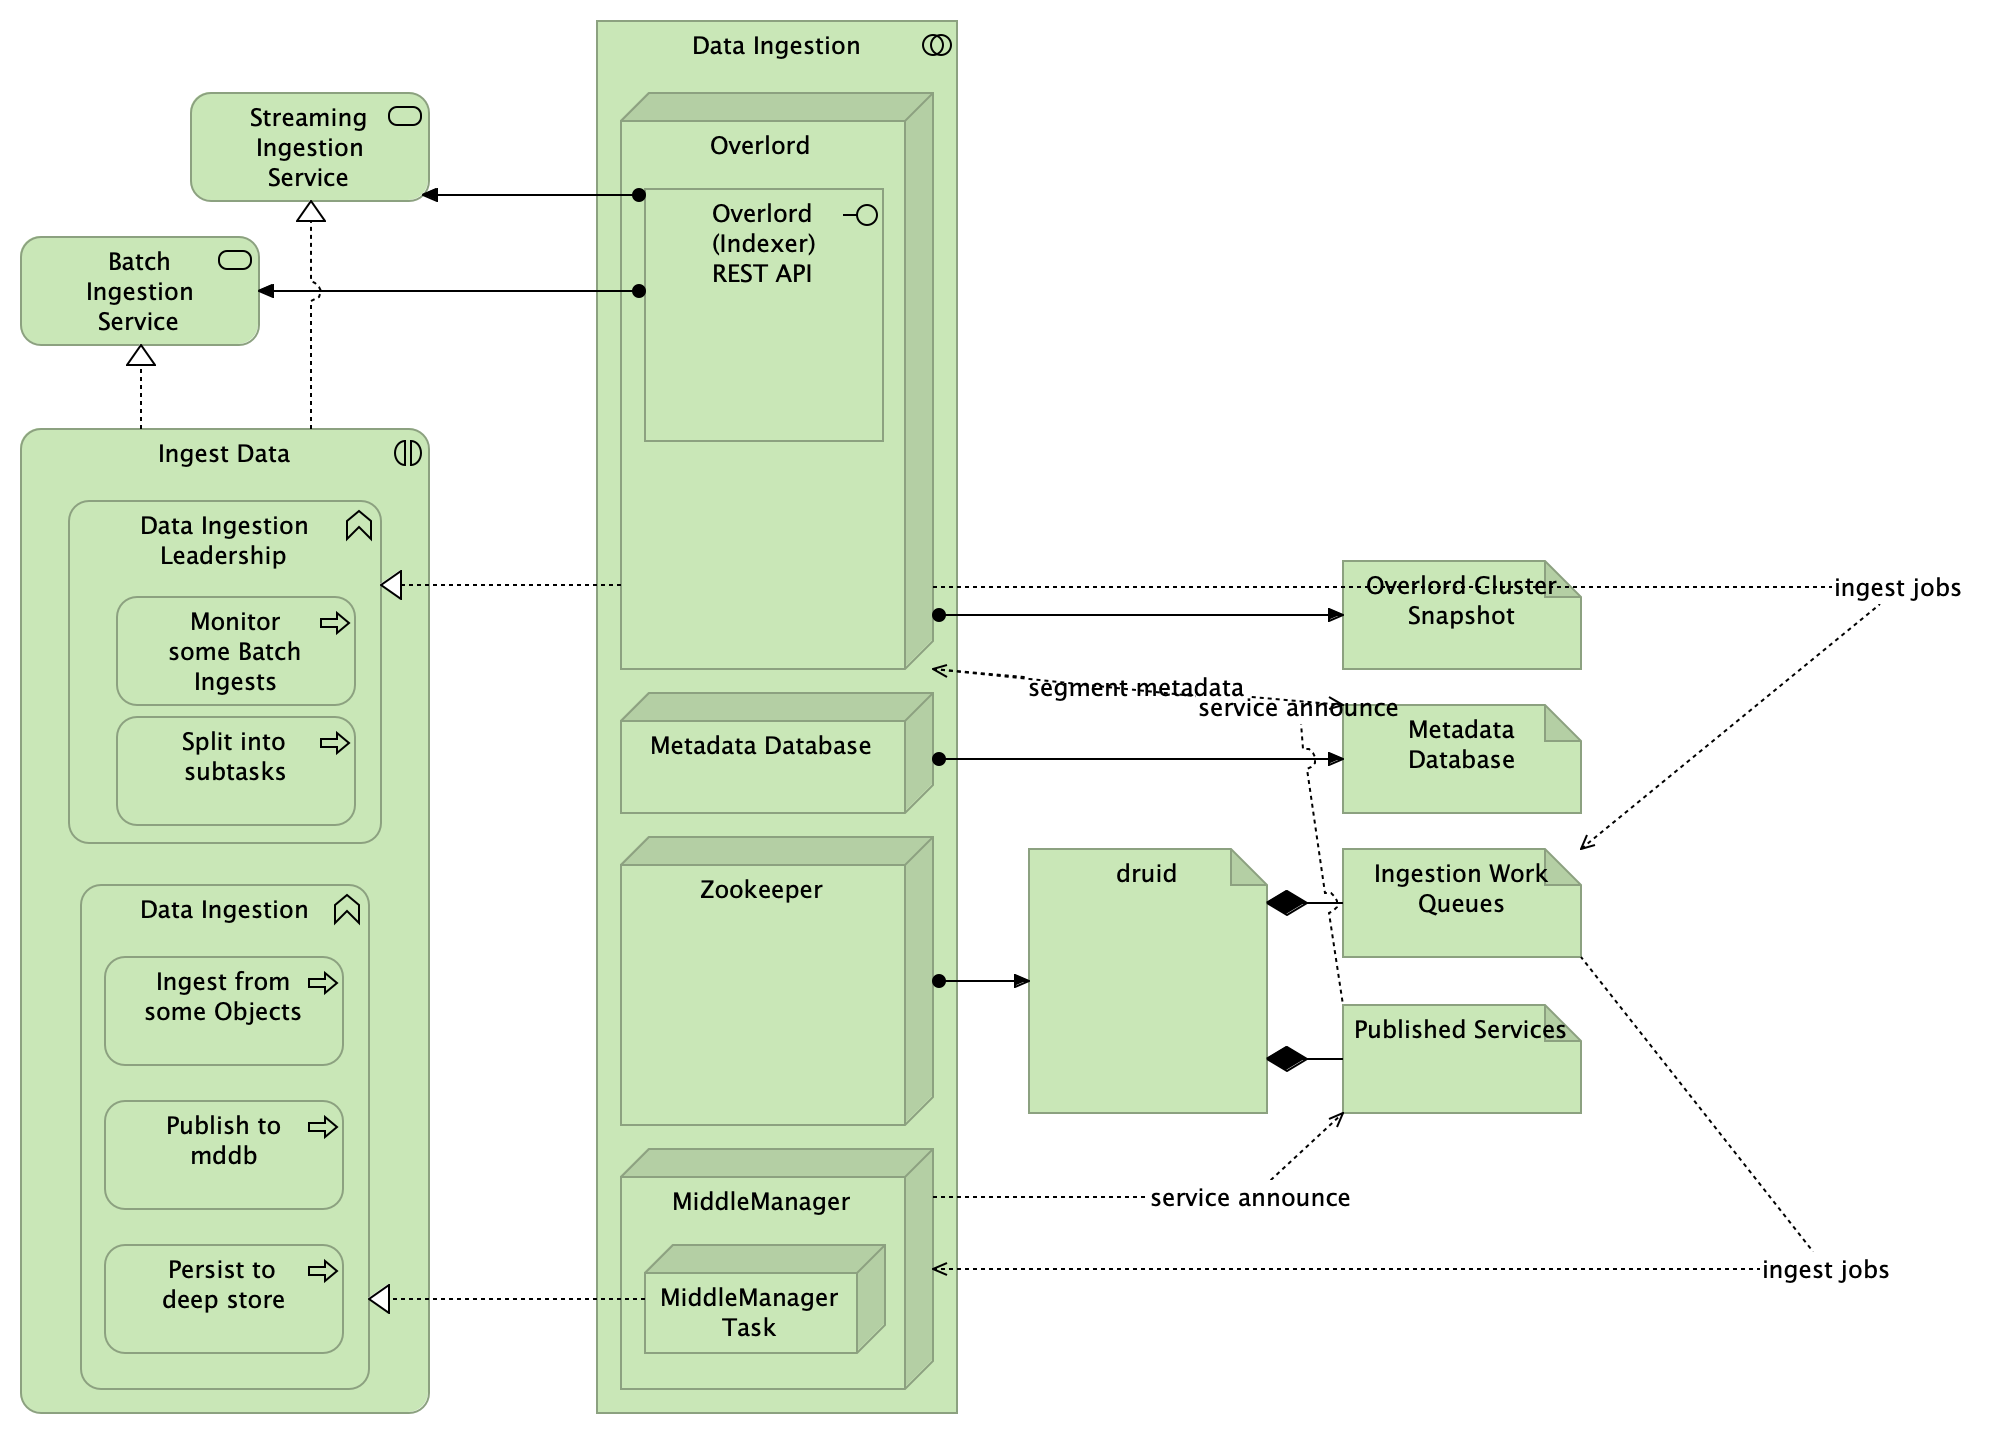 Data Ingestion
Streaming
Ingestion
Service
Overlord
Overlord
(Indexer)
REST API
Batch
Ingestion
Service
Ingest Data
Data Ingestion
Leadership
Monitor
some Batch
Ingests
Split into
subtasks
Overlord Cluster
Snapshot
ingest jobs
segment metadata
service announce
Metadata Database
Metadata
Database
Zookeeper
druid
Ingestion Work
Queues
Data Ingestion
Ingest from
some Objects
Published Services
Publish to
mddb
MiddleManager
service announce
Persist to
deep store
MiddleManager
Task
ingest jobs